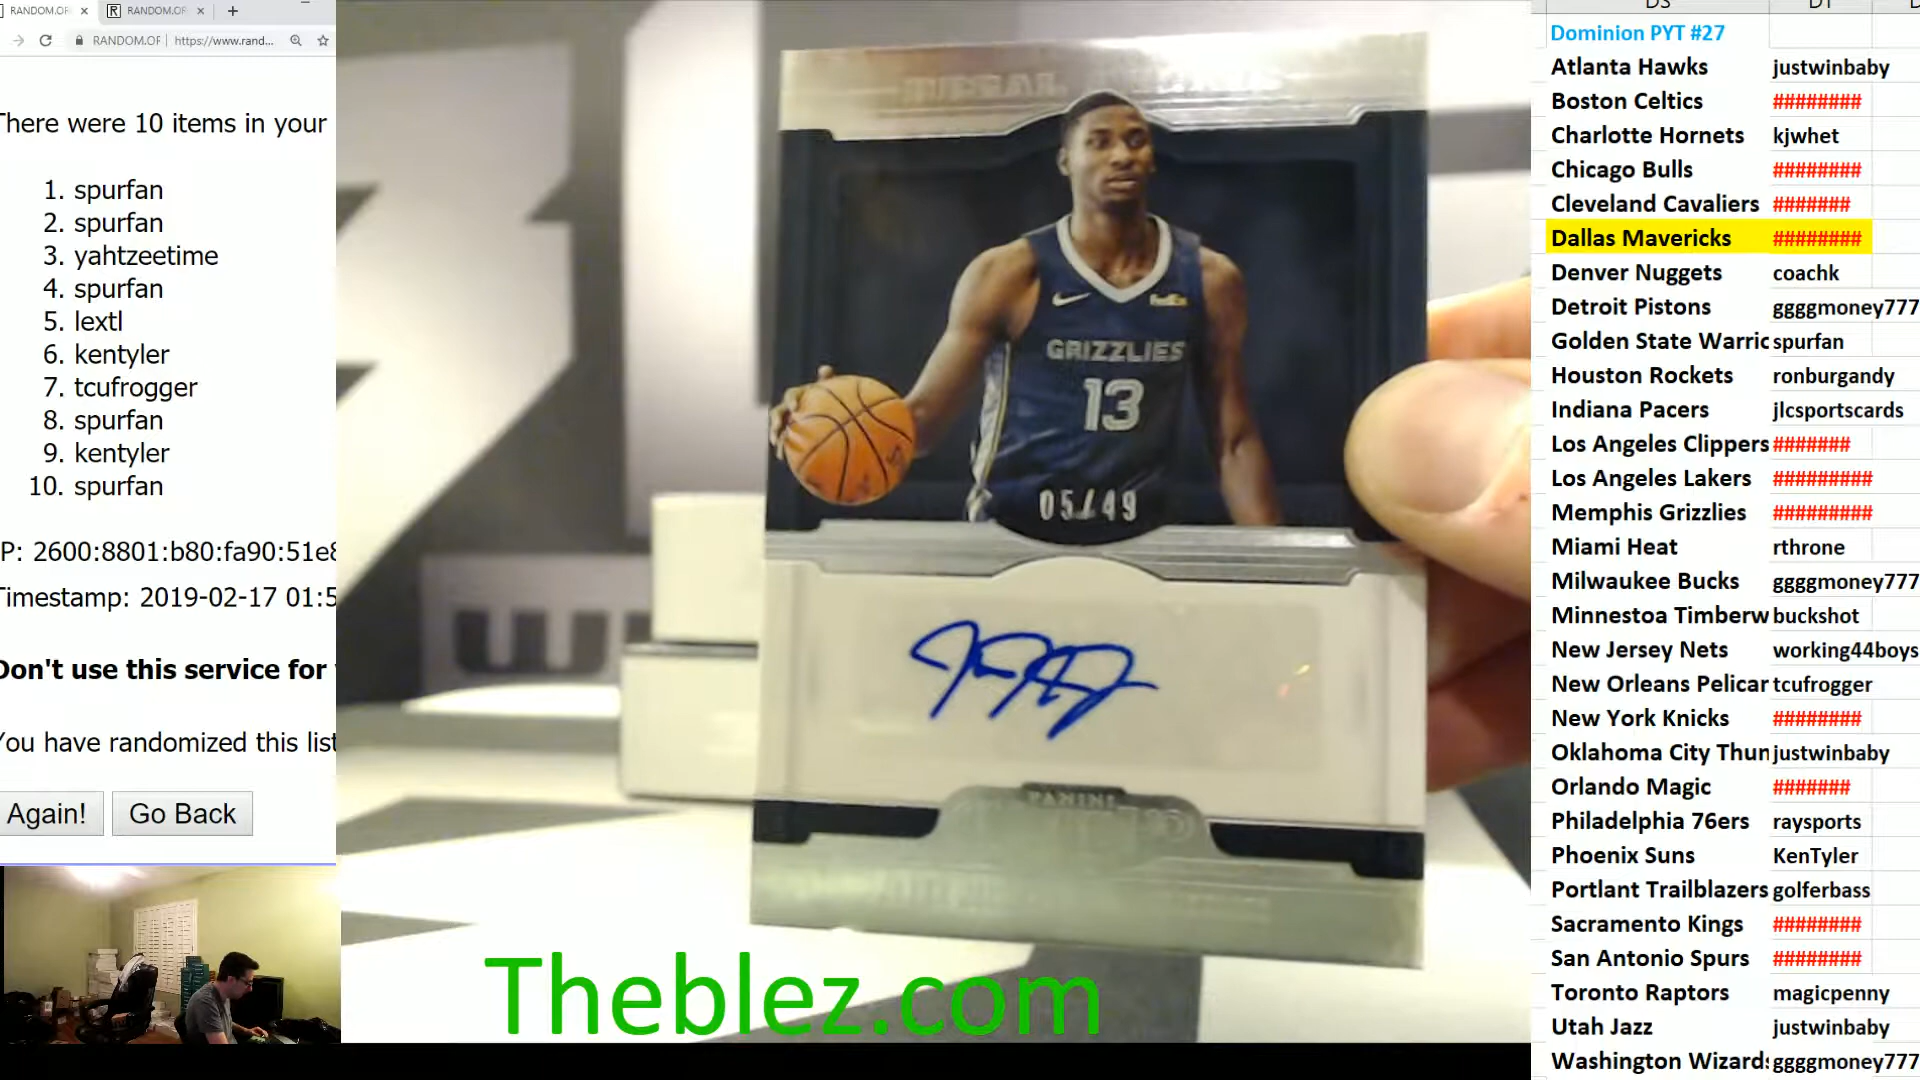 RANDOM.OR
RANDOM.OR
RANDOM.OF
https://www.rand...
There were 10 items in your
1. spurfan
2. spurfan
3. yahtzeetime
4. spurfan
5. lextl
6. kentyler
7. tcufrogger
8. spurfan
9. kentyler
10. spurfan
IP: 2600:8801:b80:fa90:51e8
Timestamp: 2019-02-17 01:5
Don't use this service for
You have randomized this list
Again! Go Back
FedEx
GRIZZLIES
13
05/49
PANINI
Theblez.com
DS DT
Dominion PYT #27
Atlanta Hawks justwinbaby
Boston Celtics ########
Charlotte Hornets kjwhet
Chicago Bulls ########
Cleveland Cavaliers #######
Dallas Mavericks ########
Denver Nuggets coachk
Detroit Pistons ggggmoney777
Golden State Warric spurfan
Houston Rockets ronburgandy
Indiana Pacers jlcsportscards
Los Angeles Clippers #######
Los Angeles Lakers #########
Memphis Grizzlies #########
Miami Heat rthrone
Milwaukee Bucks ggggmoney777
Minnestoa Timberw buckshot
New Jersey Nets working44boys
New Orleans Pelicar tcufrogger
New York Knicks ########
Oklahoma City Thun justwinbaby
Orlando Magic #######
Philadelphia 76ers raysports
Phoenix Suns KenTyler
Portlant Trailblazers golferbass
Sacramento Kings ########
San Antonio Spurs ########
Toronto Raptors magicpenny
Utah Jazz justwinbaby
Washington Wizards ggggmoney777